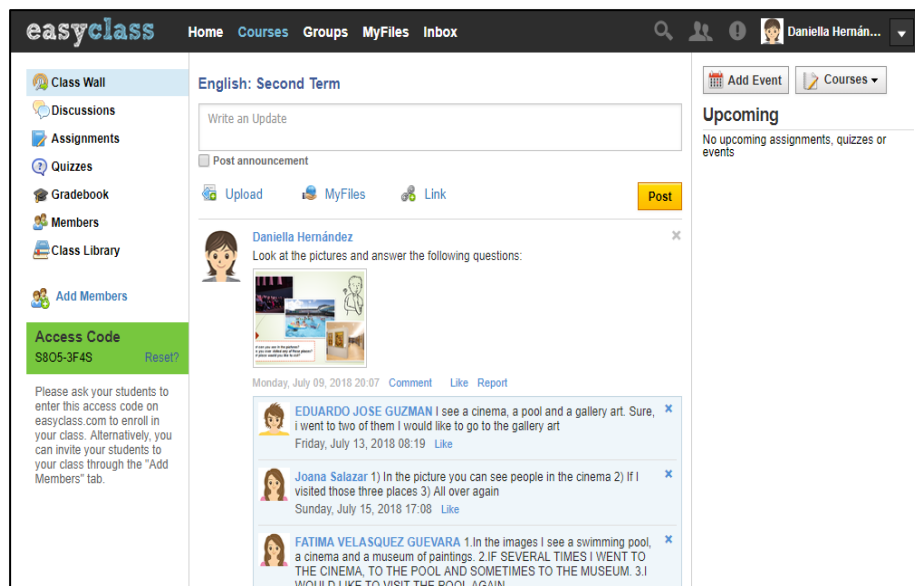 easyclass
Home Courses Groups MyFiles Inbox
Daniella Hernán...
Class Wall
Discussions
Assignments
Quizzes
Gradebook
Members
Class Library
Add Members
Access Code
S8O5-3F4S Reset?
Please ask your students to
enter this access code on
easyclass.com to enroll in
your class. Alternatively, you
can invite your students to
your class through the "Add
Members" tab.
English: Second Term
Write an Update
Post announcement
Upload MyFiles Link
Post
Daniella Hernández
Look at the pictures and answer the following questions:
Monday, July 09, 2018 20:07 Comment Like Report
EDUARDO JOSE GUZMAN I see a cinema, a pool and a gallery art. Sure,
i went to two of them I would like to go to the gallery art
Friday, July 13, 2018 08:19 Like
Joana Salazar 1) In the picture you can see people in the cinema 2) If I
visited those three places 3) All over again
Sunday, July 15, 2018 17:08 Like
FATIMA VELASQUEZ GUEVARA 1.In the images I see a swimming pool,
a cinema and a museum of paintings. 2.IF SEVERAL TIMES I WENT TO
THE CINEMA, TO THE POOL AND SOMETIMES TO THE MUSEUM. 3.I
WOULD LIKE TO VISIT THE POOL AGAIN
Add Event
Courses
Upcoming
No upcoming assignments, quizzes or
events